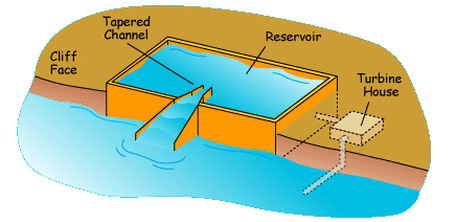 Tapered
Channel
Reservoir
Cliff
Face
Turbine
House